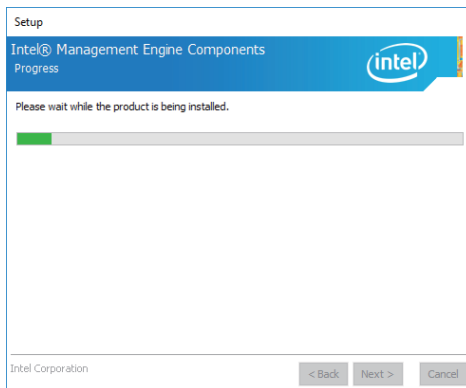 Setup
Intel® Management Engine Components
Progress
intel
Please wait while the product is being installed.
Intel Corporation
< Back Next > Cancel